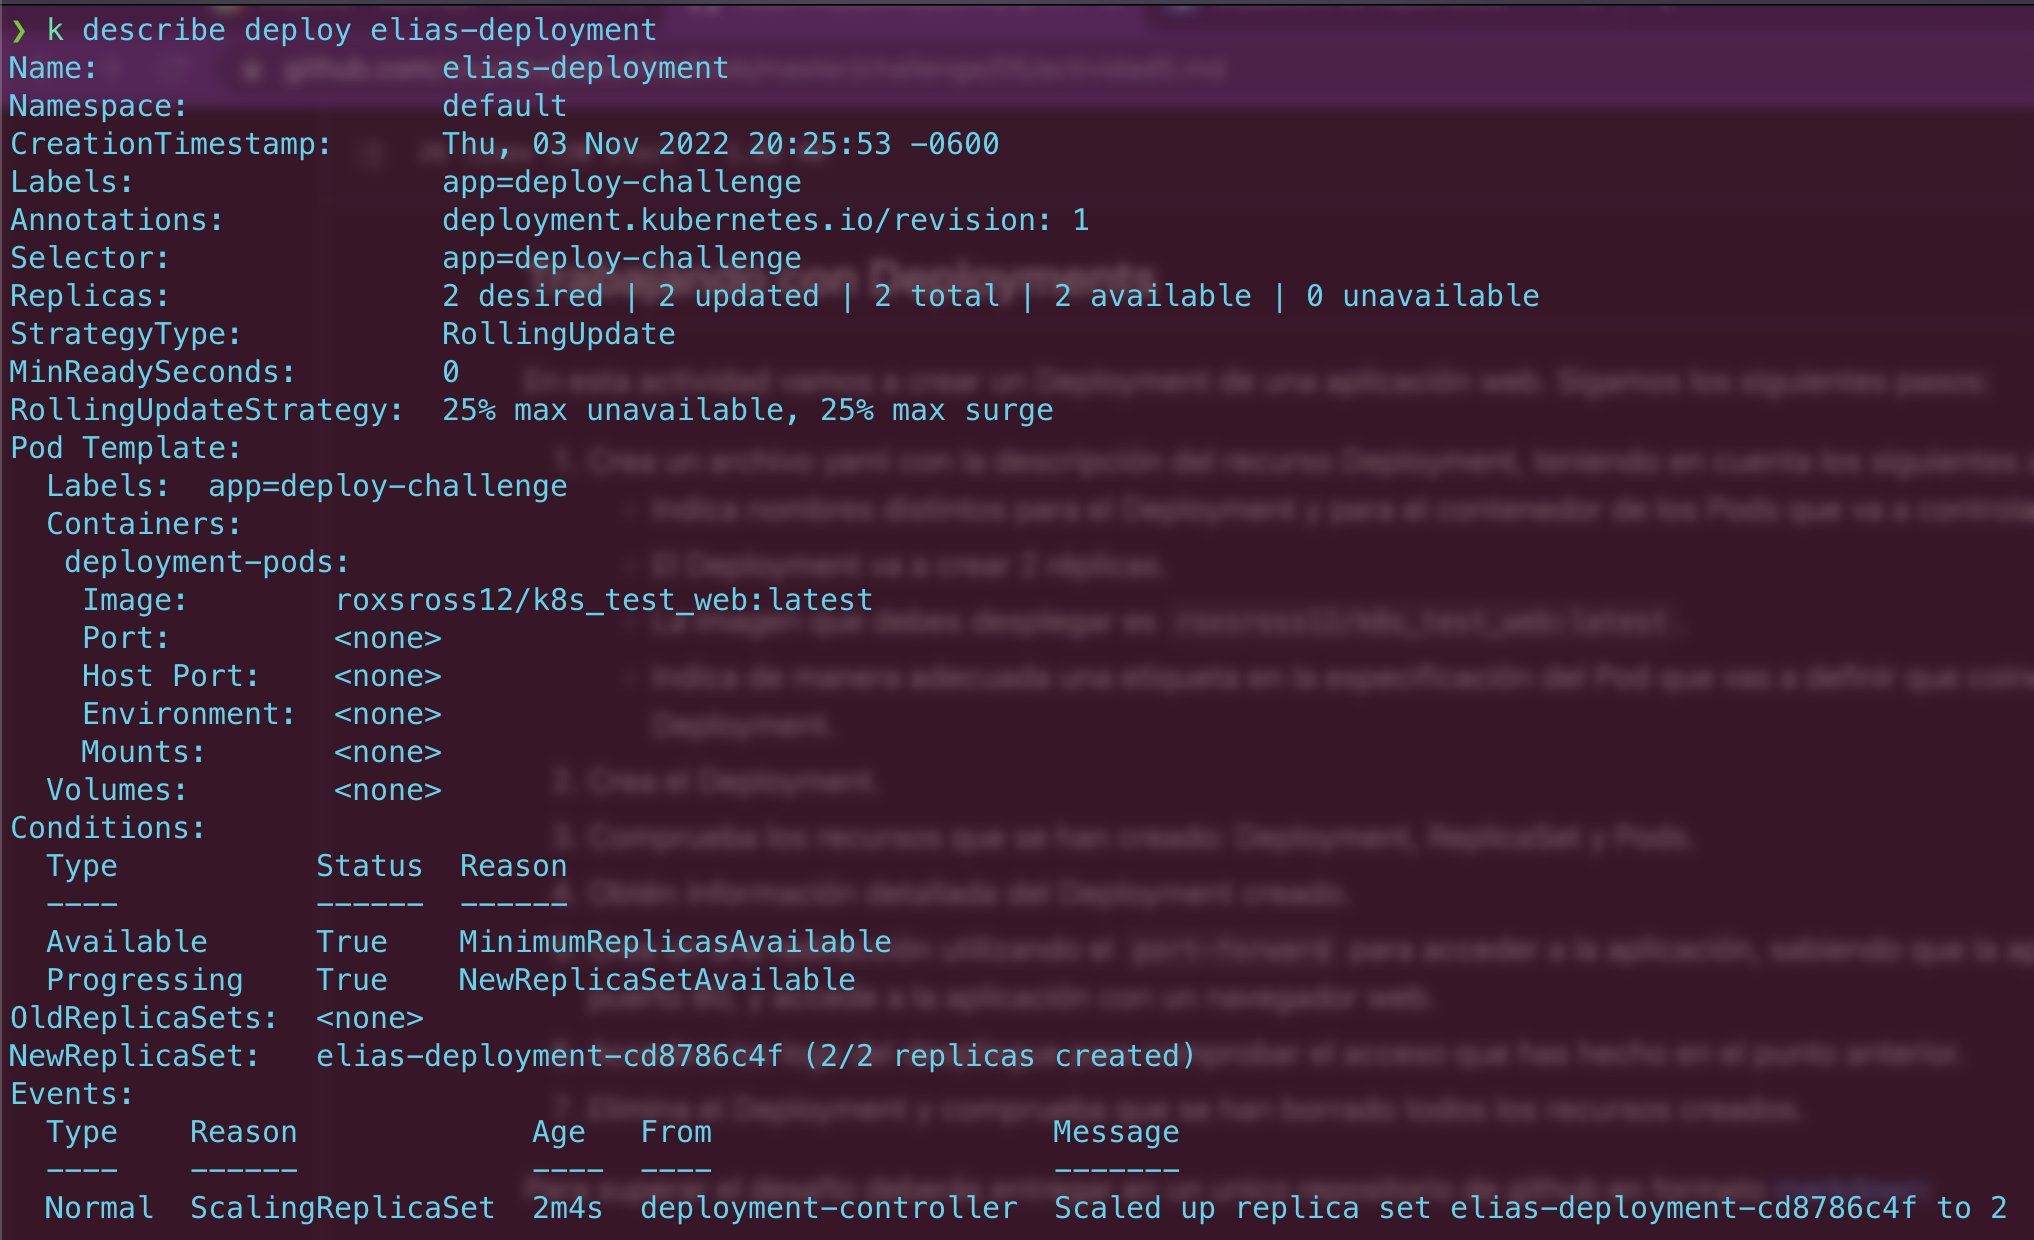 ❯ k describe deploy elias-deployment
Name:                   elias-deployment
Namespace:              default
CreationTimestamp:      Thu, 03 Nov 2022 20:25:53 -0600
Labels:                 app=deploy-challenge
Annotations:            deployment.kubernetes.io/revision: 1
Selector:               app=deploy-challenge
Replicas:               2 desired | 2 updated | 2 total | 2 available | 0 unavailable
StrategyType:           RollingUpdate
MinReadySeconds:        0
RollingUpdateStrategy:  25% max unavailable, 25% max surge
Pod Template:
  Labels:  app=deploy-challenge
  Containers:
   deployment-pods:
    Image:        roxsross12/k8s_test_web:latest
    Port:         <none>
    Host Port:    <none>
    Environment:  <none>
    Mounts:       <none>
  Volumes:        <none>
Conditions:
  Type           Status  Reason
  ----           ------  ------
  Available      True    MinimumReplicasAvailable
  Progressing    True    NewReplicaSetAvailable
OldReplicaSets:  <none>
NewReplicaSet:   elias-deployment-cd8786c4f (2/2 replicas created)
Events:
  Type    Reason             Age   From                   Message
  ----    ------             ----  ----                   -------
  Normal  ScalingReplicaSet  2m4s  deployment-controller  Scaled up replica set elias-deployment-cd8786c4f to 2